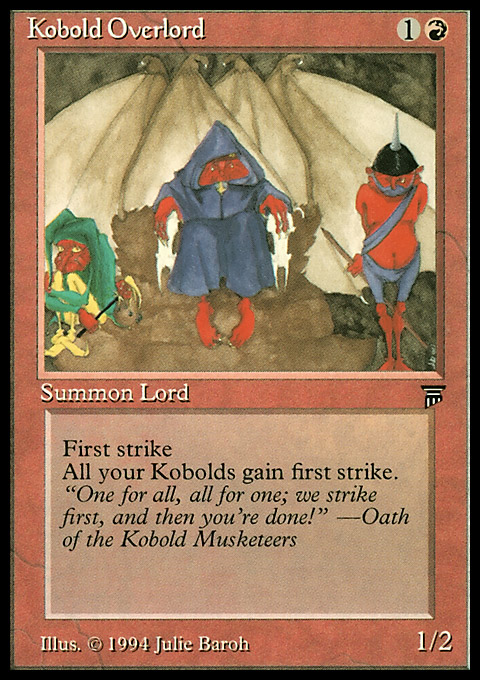 Kobold Overlord 1
Summon Lord
First strike
All your Kobolds gain first strike.
“One for all, all for one; we strike
first, and then you're done!” —Oath
of the Kobold Musketeers
Illus. © 1994 Julie Baroh 1/2